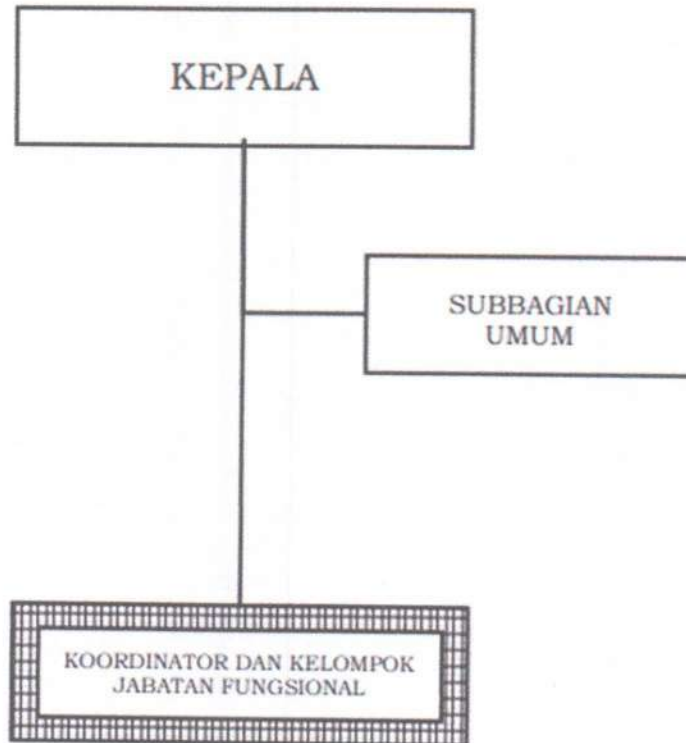 KEPALA
SUBBAGIAN
UMUM
KOORDINATOR DAN KELOMPOK
JABATAN FUNGSIONAL